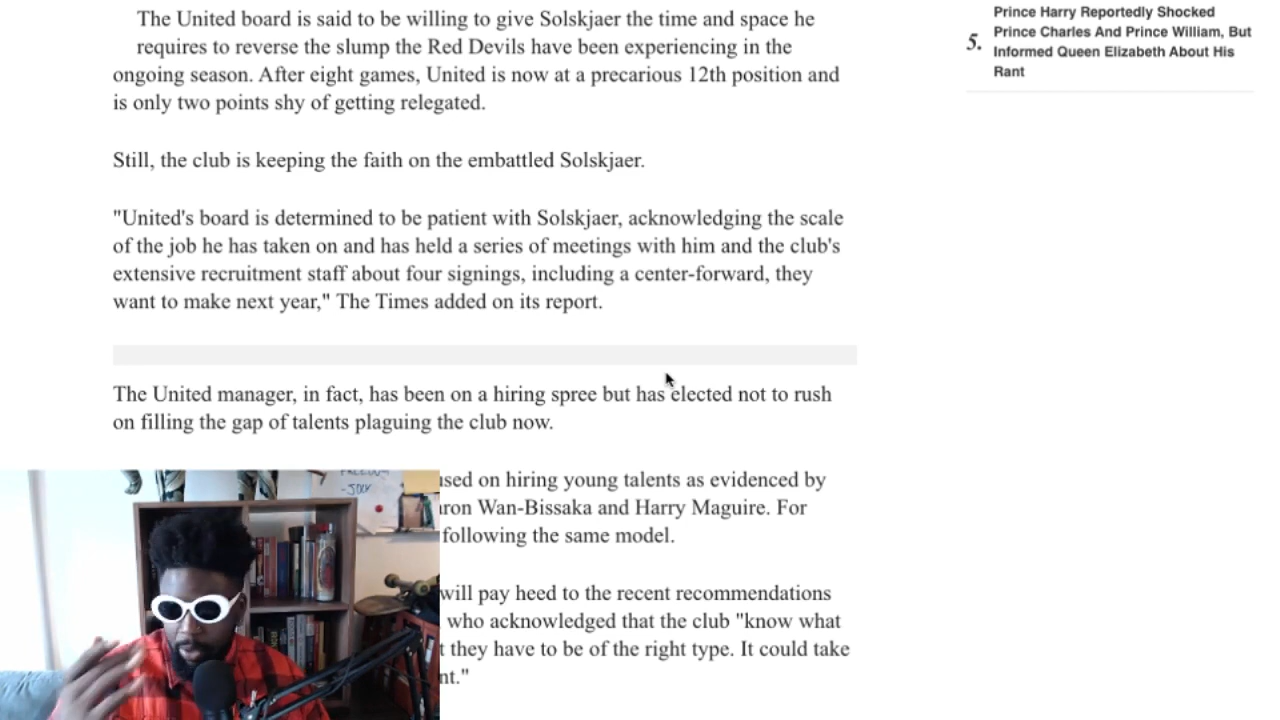 The United board is said to be willing to give Solskjaer the time and space he
requires to reverse the slump the Red Devils have been experiencing in the
ongoing season. After eight games, United is now at a precarious 12th position and
is only two points shy of getting relegated.
Still, the club is keeping the faith on the embattled Solskjaer.
"United's board is determined to be patient with Solskjaer, acknowledging the scale
of the job he has taken on and has held a series of meetings with him and the club's
extensive recruitment staff about four signings, including a center-forward, they
want to make next year," The Times added on its report.
The United manager, in fact, has been on a hiring spree but has elected not to rush
on filling the gap of talents plaguing the club now.
used on hiring young talents as evidenced by
aron Wan-Bissaka and Harry Maguire. For
following the same model.
will pay heed to the recent recommendations
who acknowledged that the club "know what
t they have to be of the right type. It could take
nt."
5.
Prince Harry Reportedly Shocked
Prince Charles And Prince William, But
Informed Queen Elizabeth About His
Rant
-JOCK